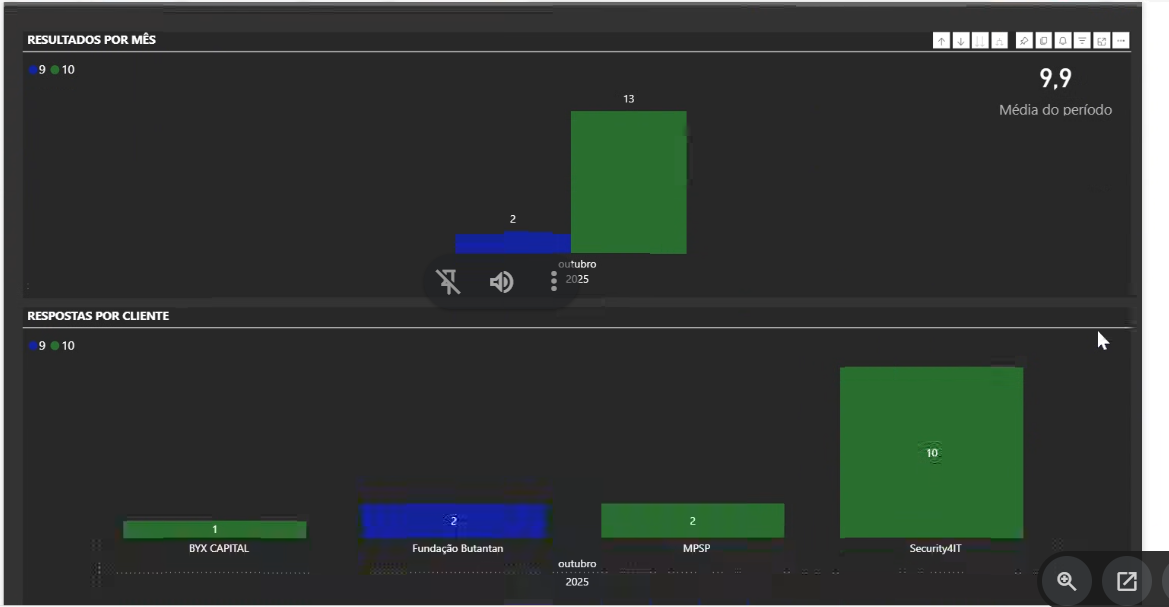 RESULTADOS POR MÊS
9 10
9,9
Média do período
13
2
outubro
2025
RESPOSTAS POR CLIENTE
9 10
10
1
2
2
BYX CAPITAL
Fundação Butantan
MPSP
Security4IT
outubro
2025